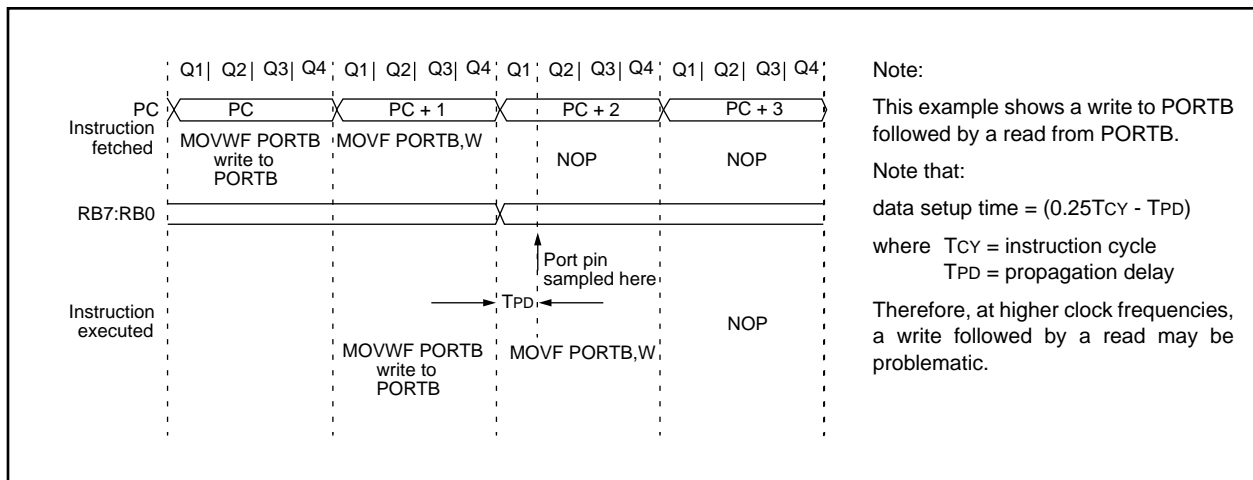 Q1| Q2| Q3| Q4 Q1| Q2| Q3| Q4 Q1| Q2| Q3| Q4 Q1| Q2| Q3| Q4
PC PC PC + 1 PC + 2 PC + 3
Instruction
fetched
MOVWF PORTB
write to
PORTB
MOVF PORTB,W
NOP
NOP
RB7:RB0
Port pin
sampled here
TPD
Instruction
executed
MOVWF PORTB
write to
PORTB
MOVF PORTB,W
NOP
Note:
This example shows a write to PORTB
followed by a read from PORTB.
Note that:
data setup time = (0.25TCY - TPD)
where TCY = instruction cycle
TPD = propagation delay
Therefore, at higher clock frequencies,
a write followed by a read may be
problematic.